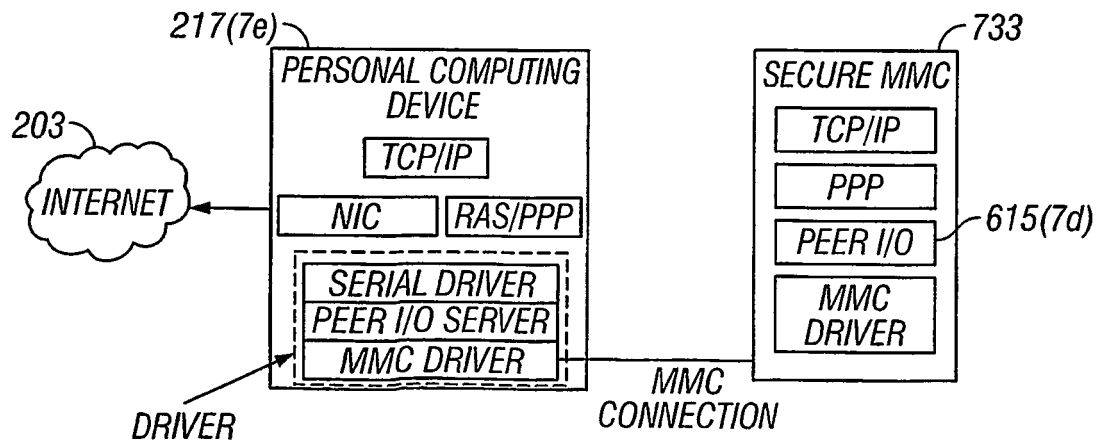 217(7e)
733
PERSONAL COMPUTING
DEVICE
SECURE MMC
203
TCP/IP
TCP/IP
INTERNET
NIC
RAS/PPP
PPP
PEER I/O
615(7d)
SERIAL DRIVER
PEER I/O SERVER
MMC DRIVER
MMC
DRIVER
MMC
CONNECTION
DRIVER